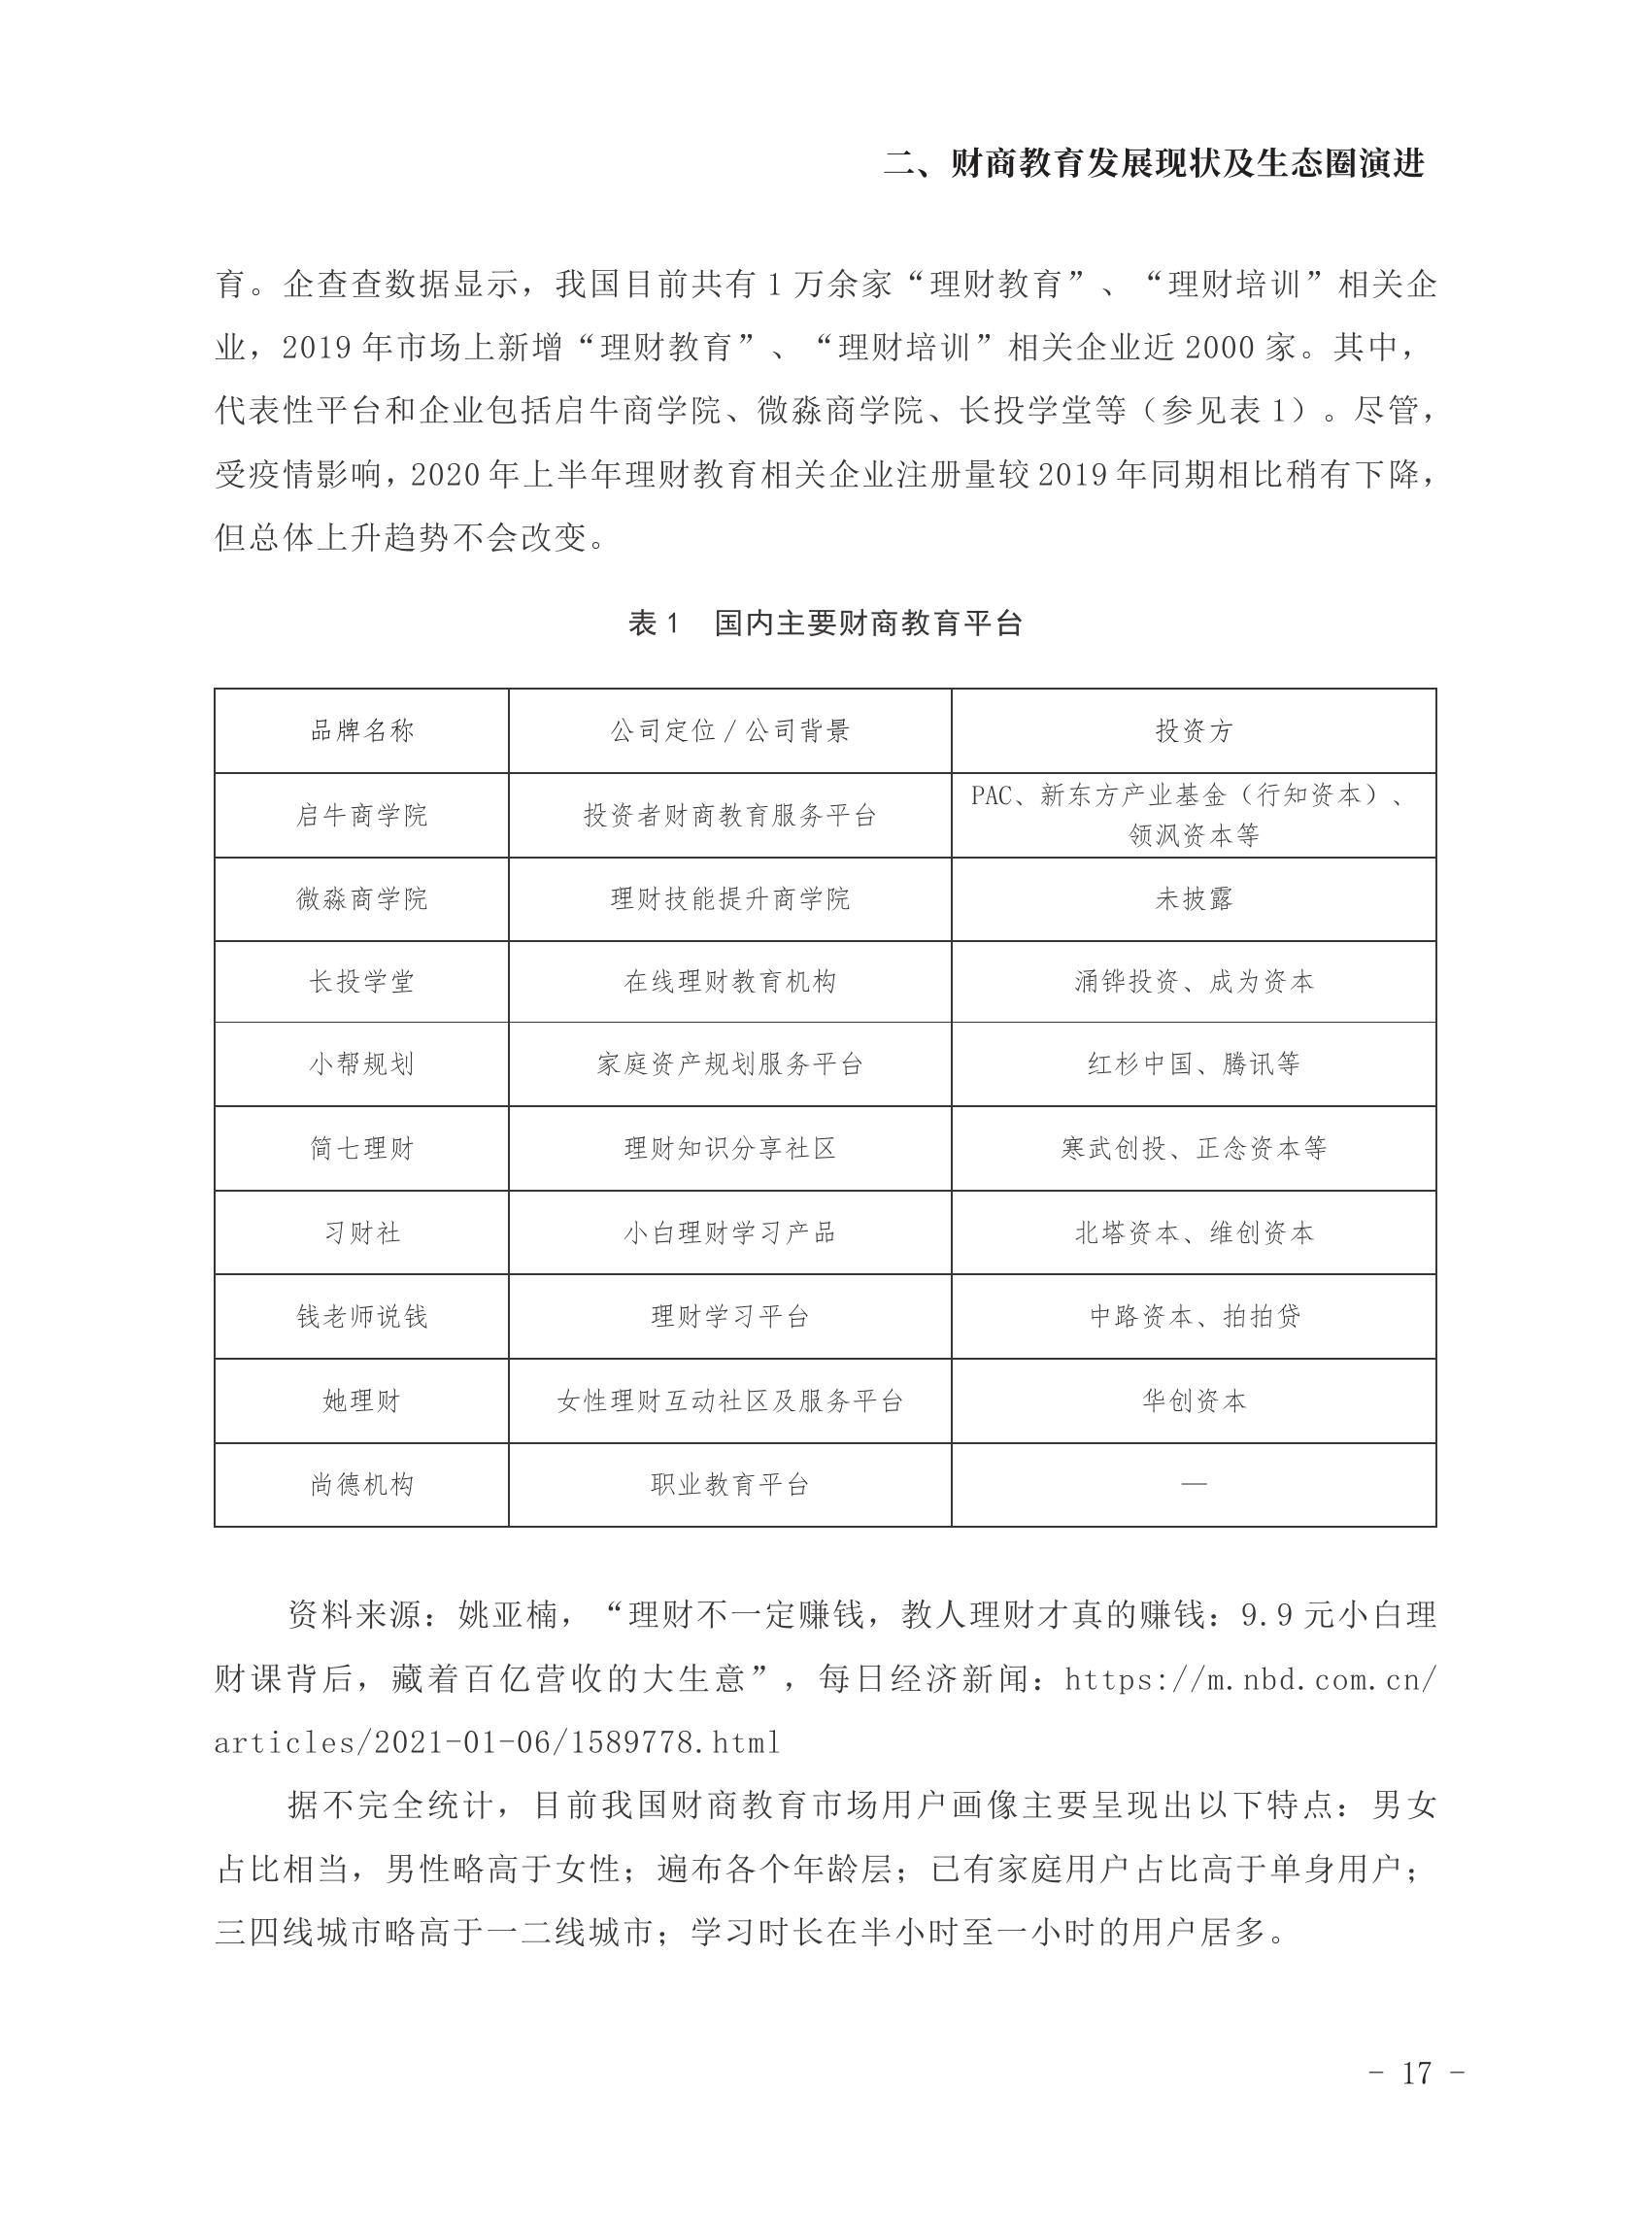 二、财商教育发展现状及生态圈演进
育。企查查数据显示，我国目前共有 1 万余家“理财教育”、“理财培训”相关企
业，2019 年市场上新增“理财教育”、“理财培训”相关企业近 2000 家。其中，
代表性平台和企业包括启牛商学院、微淼商学院、长投学堂等（参见表 1）。尽管，
受疫情影响，2020 年上半年理财教育相关企业注册量较 2019 年同期相比稍有下降，
但总体上升趋势不会改变。
表 1　国内主要财商教育平台
品牌名称 公司定位 / 公司背景 投资方
启牛商学院 投资者财商教育服务平台 PAC、新东方产业基金（行知资本）、
领沨资本等
微淼商学院 理财技能提升商学院 未披露
长投学堂 在线理财教育机构 涌铧投资、成为资本
小帮规划 家庭资产规划服务平台 红杉中国、腾讯等
简七理财 理财知识分享社区 寒武创投、正念资本等
习财社 小白理财学习产品 北塔资本、维创资本
钱老师说钱 理财学习平台 中路资本、拍拍贷
她理财 女性理财互动社区及服务平台 华创资本
尚德机构 职业教育平台 —
资料来源：姚亚楠，“理财不一定赚钱，教人理财才真的赚钱：9.9 元小白理
财课背后，藏着百亿营收的大生意”，每日经济新闻：https://m.nbd.com.cn/
articles/2021-01-06/1589778.html
据不完全统计，目前我国财商教育市场用户画像主要呈现出以下特点：男女
占比相当，男性略高于女性；遍布各个年龄层；已有家庭用户占比高于单身用户；
三四线城市略高于一二线城市；学习时长在半小时至一小时的用户居多。
- 17 -